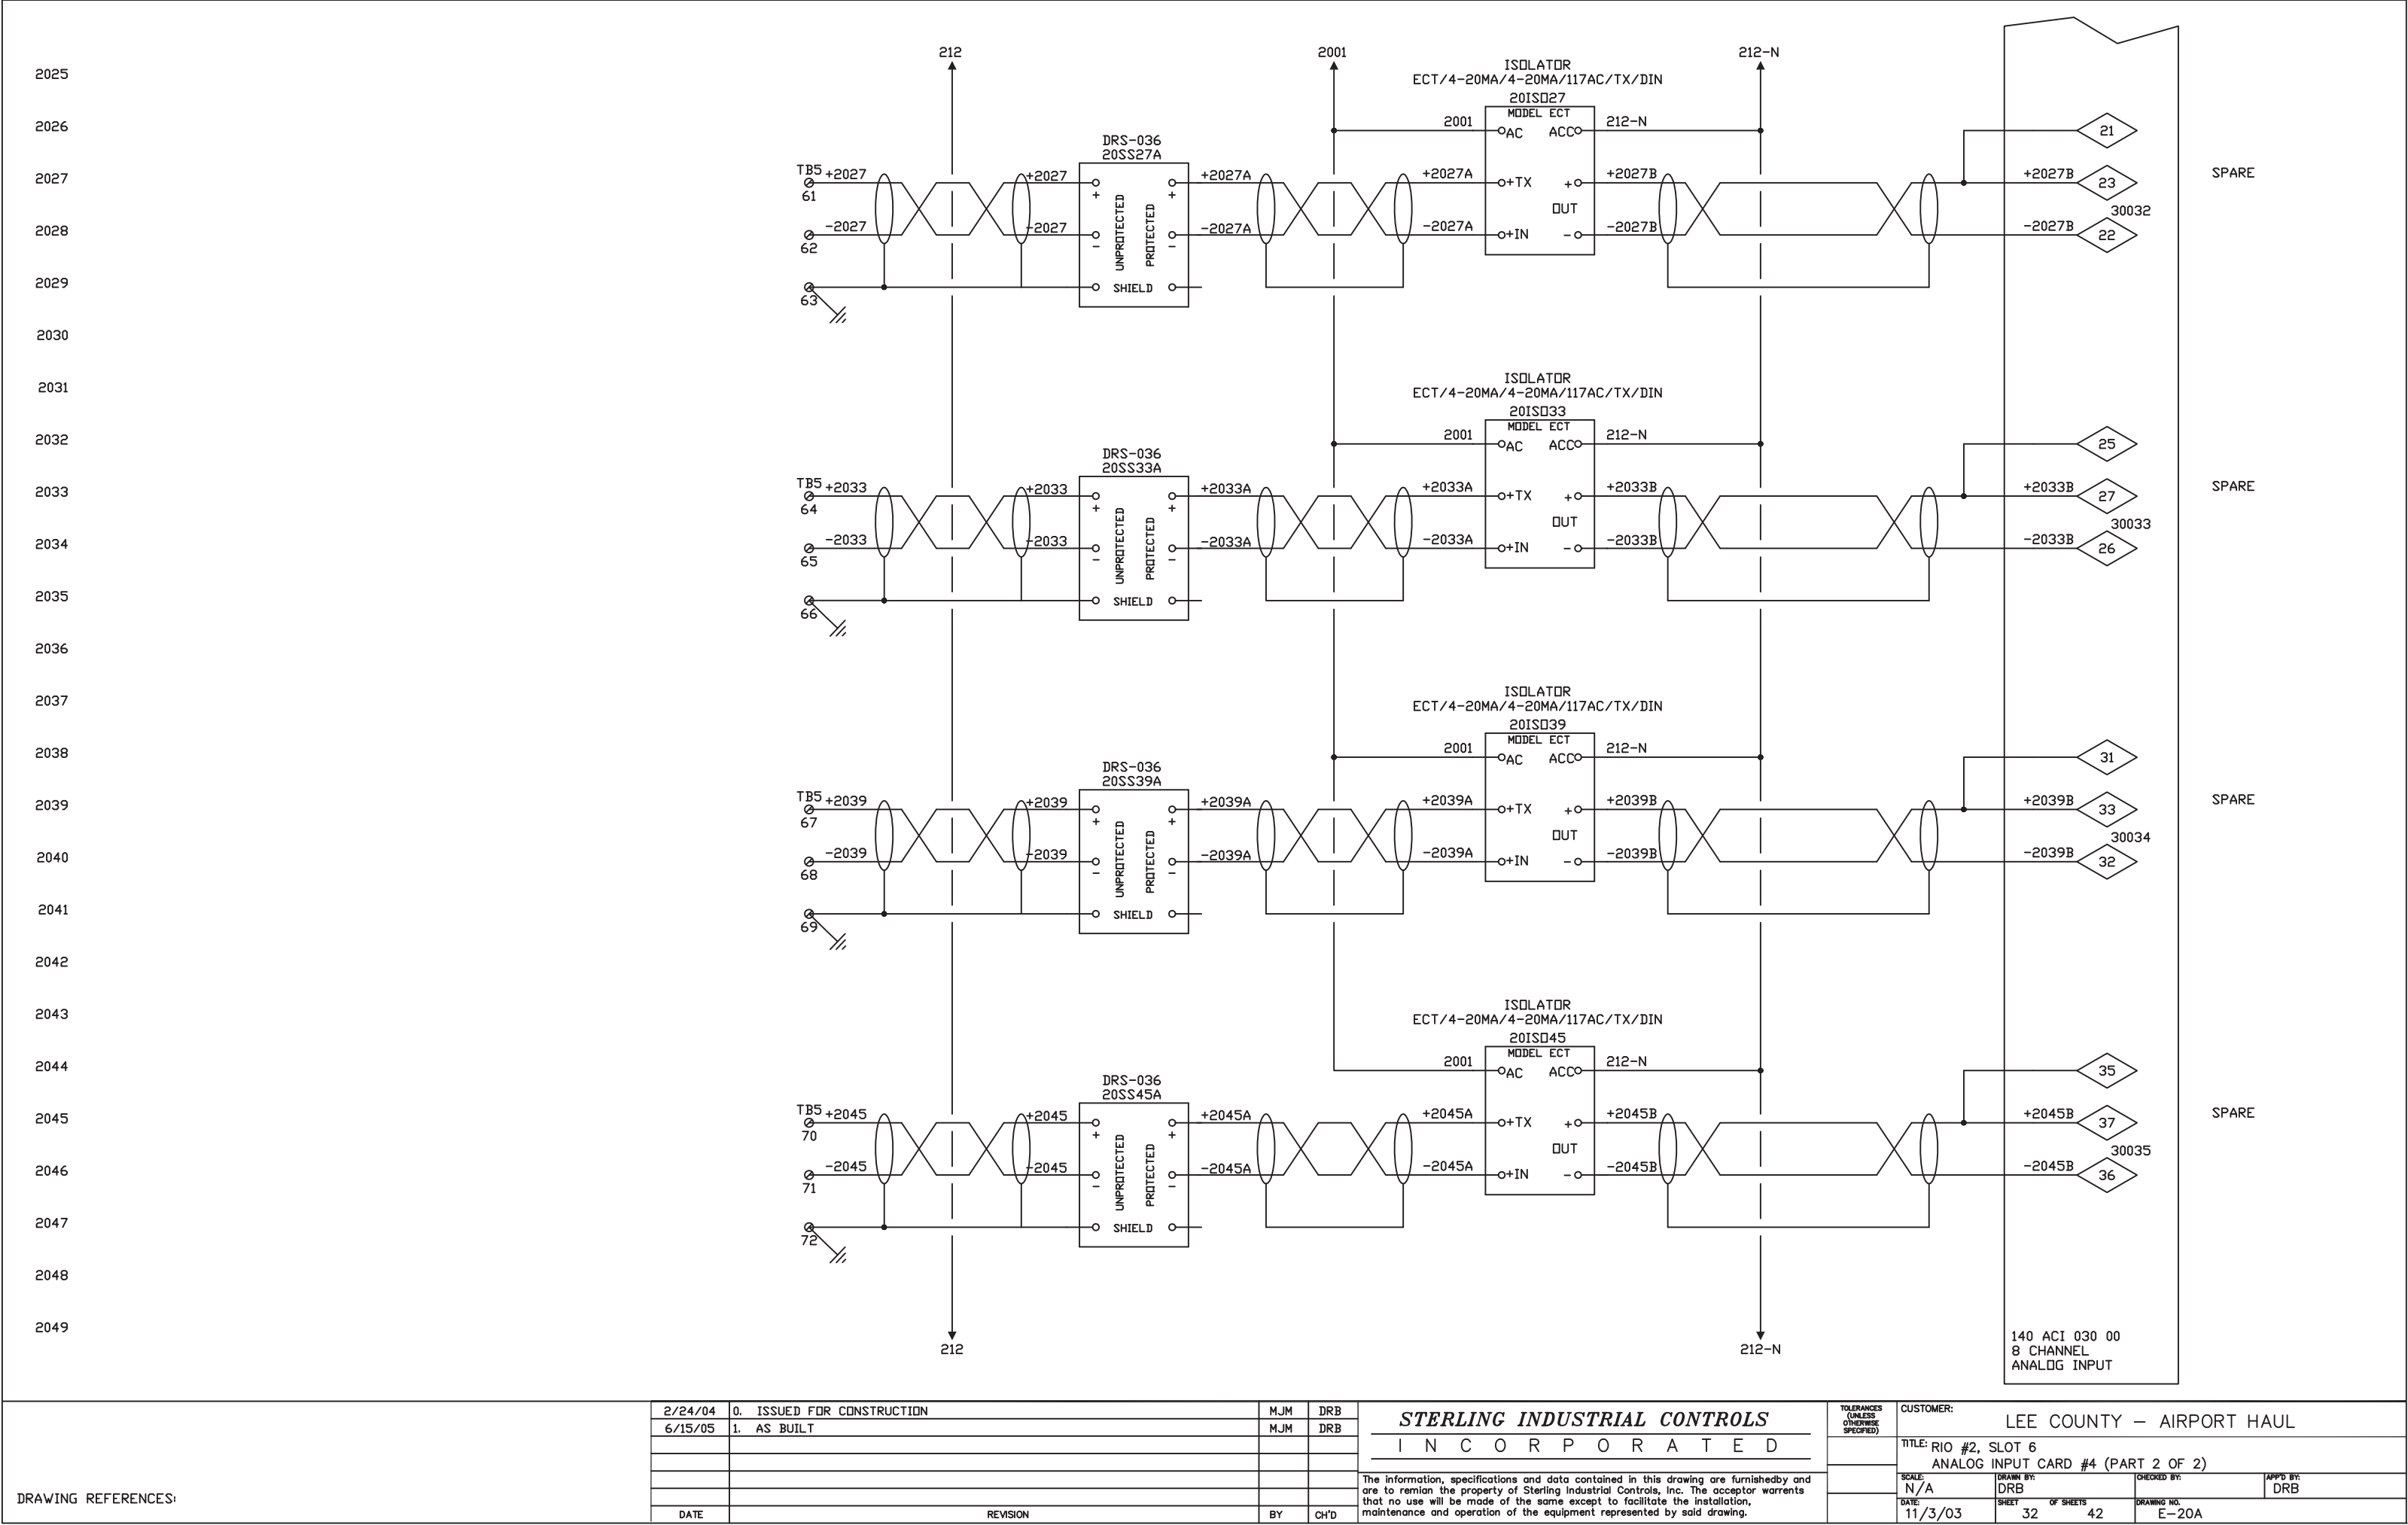 212
2001
212-N
2025
ISOLATOR
ECT/4-20MA/4-20MA/117AC/TX/DIN
20ISO27
MODEL ECT
2026
2001
AC
ACC
212-N
21
DRS-036
20SS27A
2027
TB5
+2027
61
+2027
+
+
+2027A
+2027A
+TX
+
+2027B
+2027B
23
SPARE
UNPROTECTED
PROTECTED
OUT
30032
2028
-2027
62
-2027
-
-
-2027A
-2027A
+IN
-
-2027B
-2027B
22
2029
63
SHIELD
2030
2031
ISOLATOR
ECT/4-20MA/4-20MA/117AC/TX/DIN
20ISO33
MODEL ECT
2032
2001
AC
ACC
212-N
25
DRS-036
20SS33A
2033
TB5
+2033
64
+2033
+
+
+2033A
+2033A
+TX
+
+2033B
+2033B
27
SPARE
UNPROTECTED
PROTECTED
OUT
30033
2034
-2033
65
-2033
-
-
-2033A
-2033A
+IN
-
-2033B
-2033B
26
2035
66
SHIELD
2036
2037
ISOLATOR
ECT/4-20MA/4-20MA/117AC/TX/DIN
20ISO39
MODEL ECT
2038
2001
AC
ACC
212-N
31
DRS-036
20SS39A
2039
TB5
+2039
67
+2039
+
+
+2039A
+2039A
+TX
+
+2039B
+2039B
33
SPARE
UNPROTECTED
PROTECTED
OUT
30034
2040
-2039
68
-2039
-
-
-2039A
-2039A
+IN
-
-2039B
-2039B
32
2041
69
SHIELD
2042
2043
ISOLATOR
ECT/4-20MA/4-20MA/117AC/TX/DIN
20ISO45
MODEL ECT
2044
2001
AC
ACC
212-N
35
DRS-036
20SS45A
2045
TB5
+2045
70
+2045
+
+
+2045A
+2045A
+TX
+
+2045B
+2045B
37
SPARE
UNPROTECTED
PROTECTED
OUT
30035
2046
-2045
71
-2045
-
-
-2045A
-2045A
+IN
-
-2045B
-2045B
36
2047
72
SHIELD
2048
2049
212
212-N
140 ACI 030 00
8 CHANNEL
ANALOG INPUT
DRAWING REFERENCES:
2/24/04 0. ISSUED FOR CONSTRUCTION MJM DRB
6/15/05 1. AS BUILT MJM DRB
DATE REVISION BY CH'D
STERLING INDUSTRIAL CONTROLS
INCORPORATED
The information, specifications and data contained in this drawing are furnishedby and
are to remian the property of Sterling Industrial Controls, Inc. The acceptor warrents
that no use will be made of the same except to facilitate the installation,
maintenance and operation of the equipment represented by said drawing.
TOLERANCES
(UNLESS
OTHERWISE
SPECIFIED)
CUSTOMER:
LEE COUNTY - AIRPORT HAUL
TITLE: RIO #2, SLOT 6
ANALOG INPUT CARD #4 (PART 2 OF 2)
SCALE: N/A
DRAWN BY: DRB
CHECKED BY:
APP'D BY: DRB
DATE: 11/3/03
SHEET 32 OF SHEETS 42
DRAWING NO. E-20A